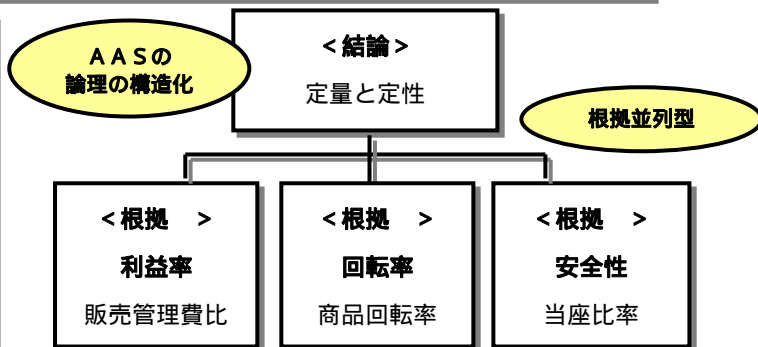 AASの
論理の構造化
<結論>
定量と定性
根拠並列型
<根拠　>
利益率
販売管理費比
<根拠　>
回転率
商品回転率
<根拠　>
安全性
当座比率